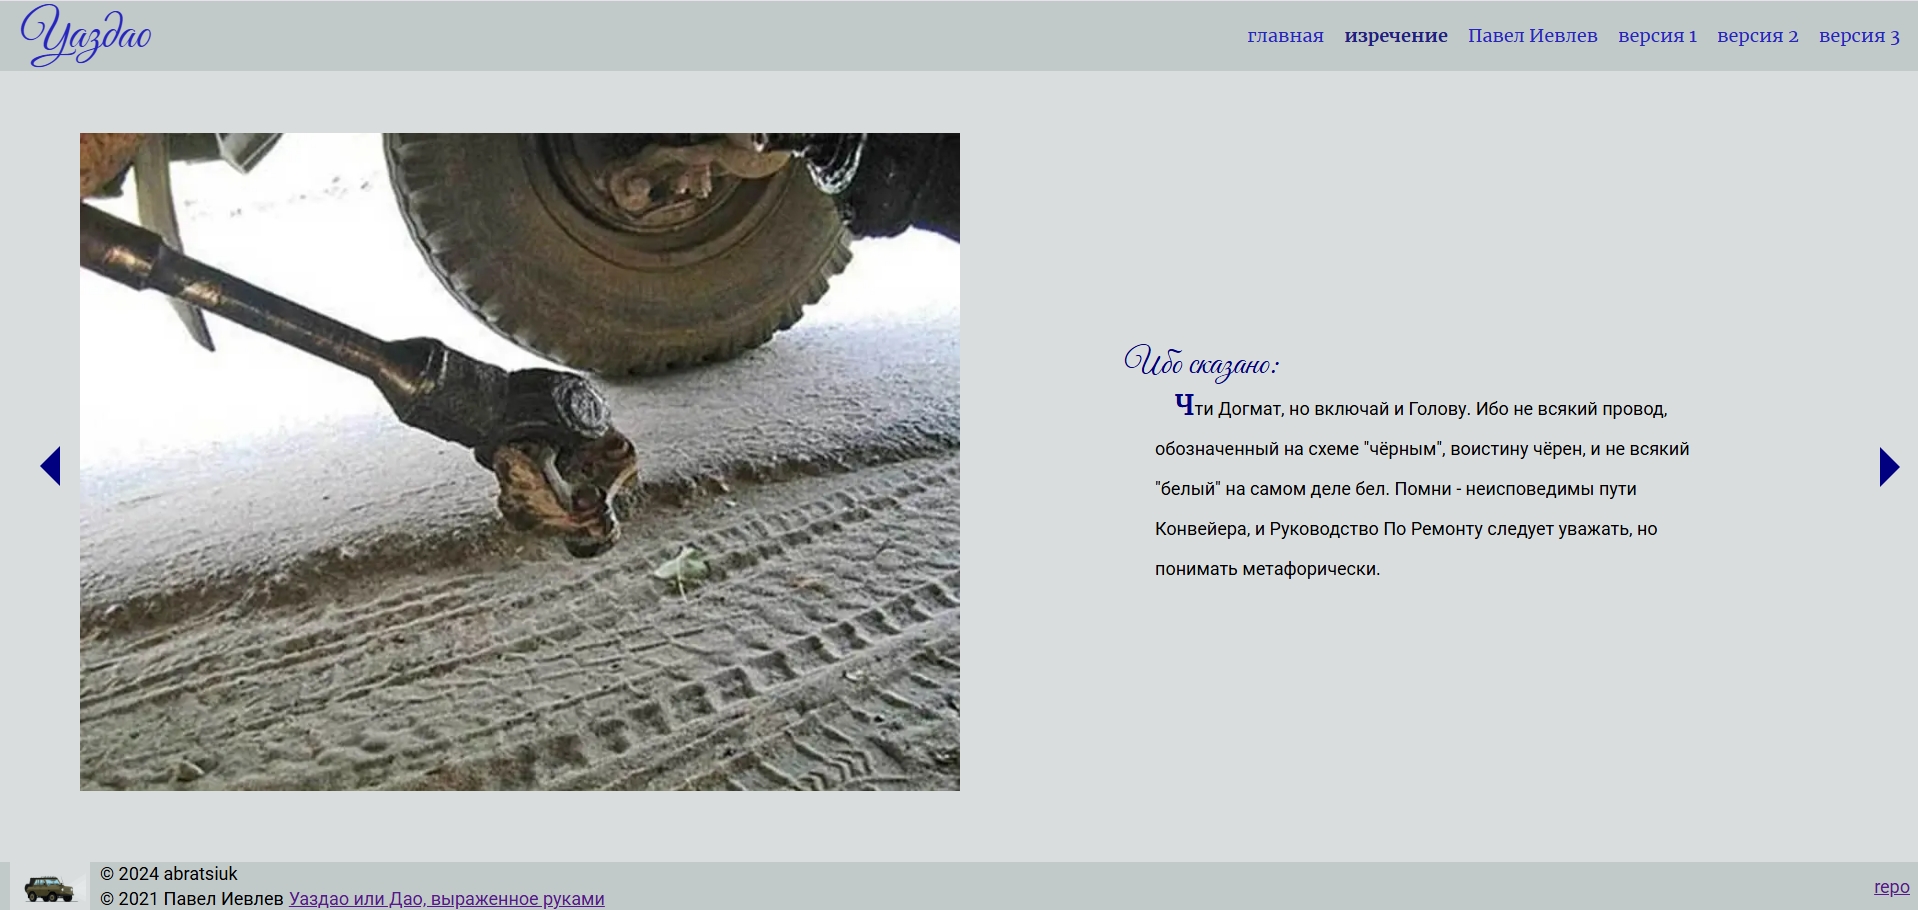 Уаздао
главная изречение Павел Иевлев версия 1 версия 2 версия 3
Ибо сказано:
Чти Догмат, но включай и Голову. Ибо не всякий провод,
обозначенный на схеме "чёрным", воистину чёрен, и не всякий
"белый" на самом деле бел. Помни - неисповедимы пути
Конвейера, и Руководство По Ремонту следует уважать, но
понимать метафорически.
© 2024 abratsiuk
© 2021 Павел Иевлев Уаздао или Дао, выраженное руками
repo